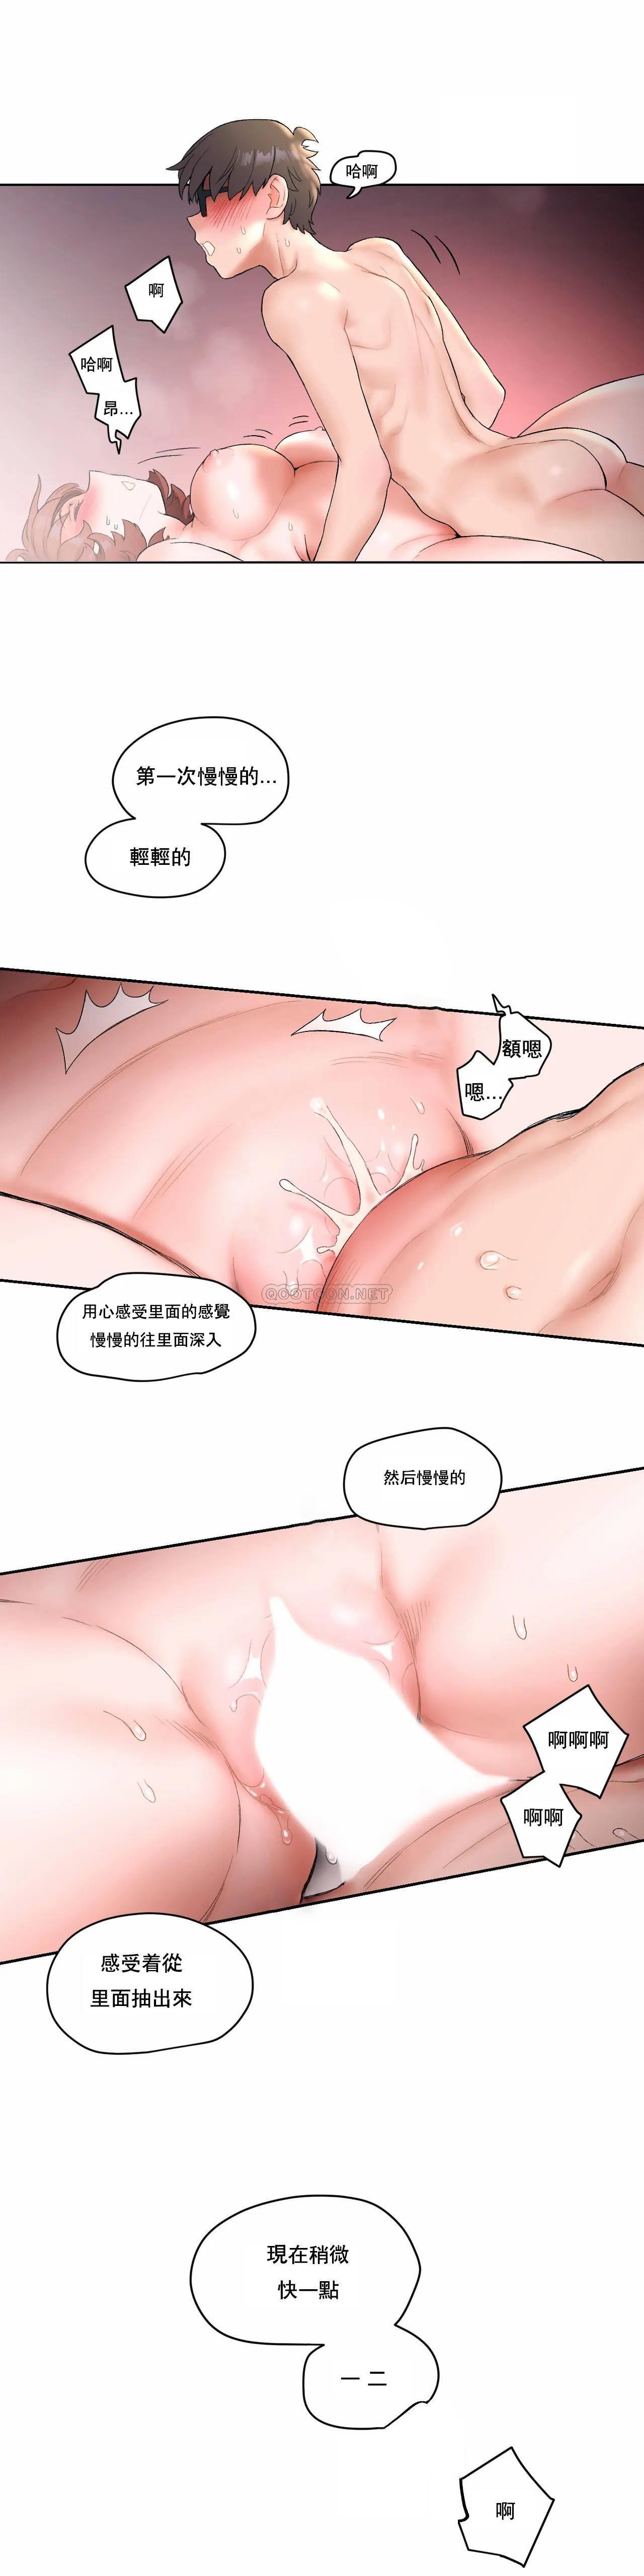 哈啊
啊
哈啊
昂...
第一次慢慢的...
輕輕的
額嗯
嗯...
QOOTOON.NET
用心感受里面的感覺
慢慢的往里面深入
然后慢慢的
啊啊啊
啊啊
感受着從
里面抽出來
現在稍微
快一點
一 二
啊